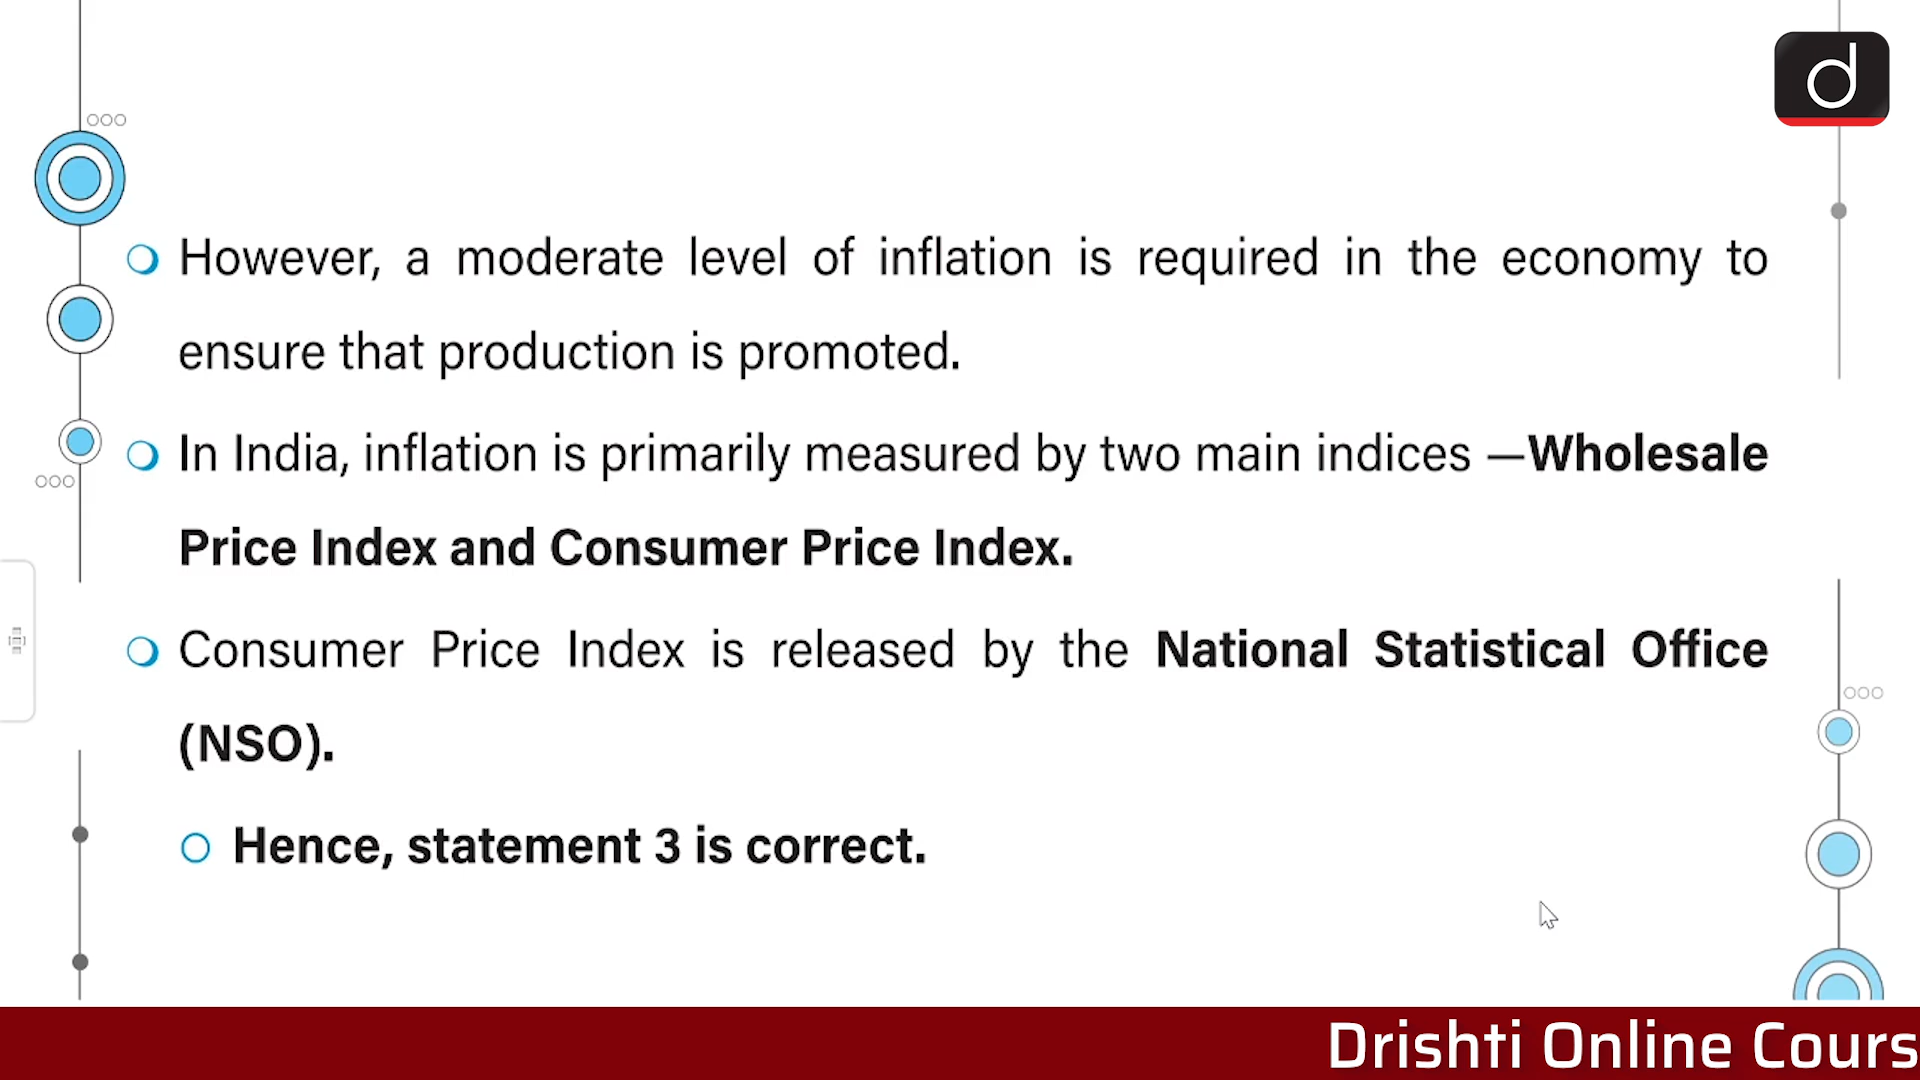 d
However, a moderate level of inflation is required in the economy to
ensure that production is promoted.
In India, inflation is primarily measured by two main indices —Wholesale
Price Index and Consumer Price Index.
Consumer Price Index is released by the National Statistical Office
(NSO).
Hence, statement 3 is correct.
Drishti Online Cours